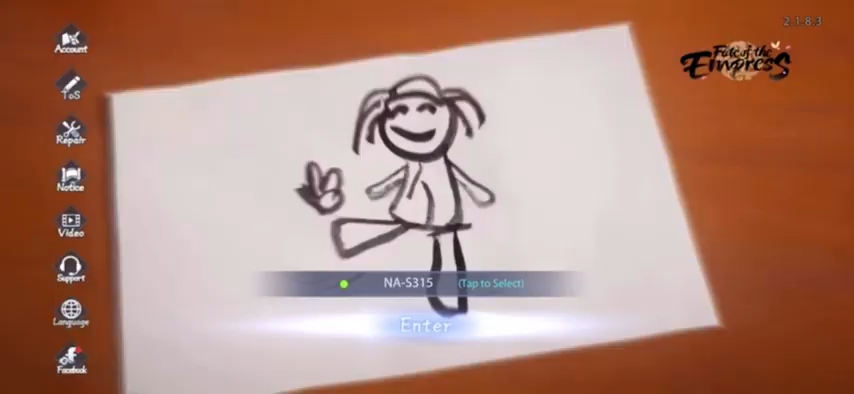 2.1.8.3
Account
Fate of the
Empress
ToS
Repair
Notice
Video
Support
NA-S315 (Tap to Select)
Language
Enter
Facebook